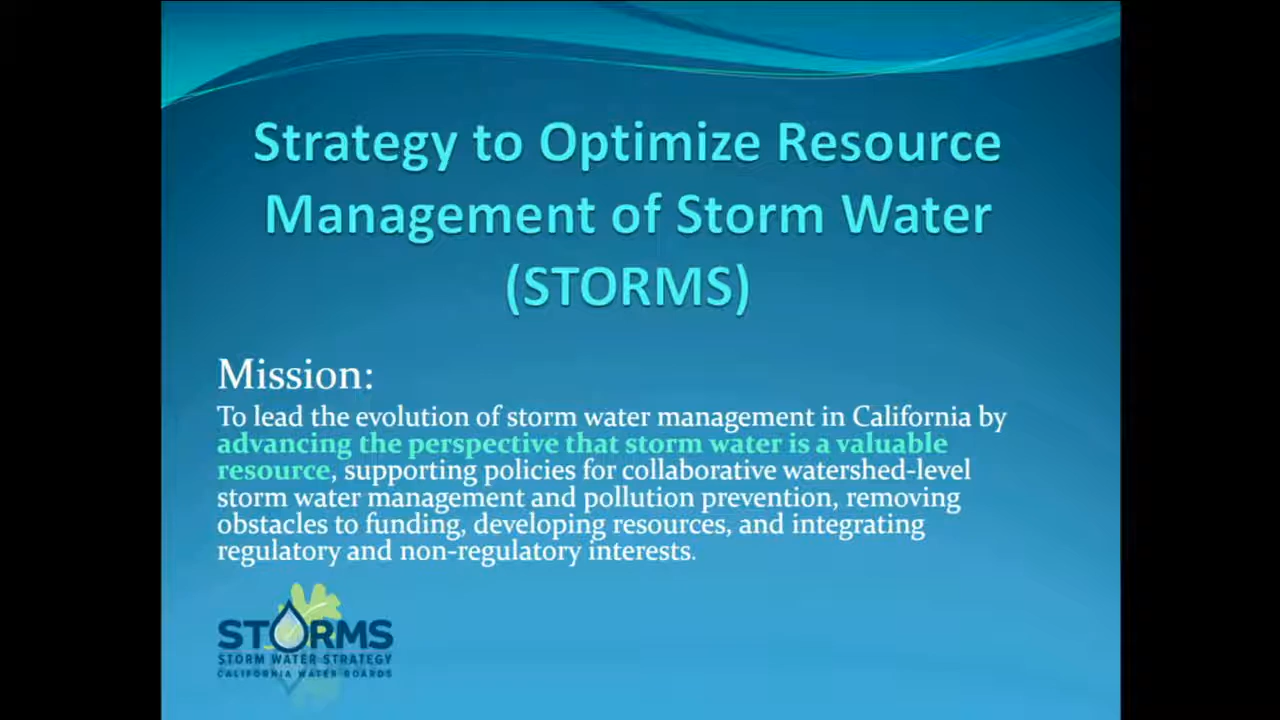 Strategy to Optimize Resource
Management of Storm Water
(STORMS)
Mission:
To lead the evolution of storm water management in California by
advancing the perspective that storm water is a valuable
resource, supporting policies for collaborative watershed-level
storm water management and pollution prevention, removing
obstacles to funding, developing resources, and integrating
regulatory and non-regulatory interests.
STORMS
STORM WATER STRATEGY
CALIFORNIA WATER BOARDS